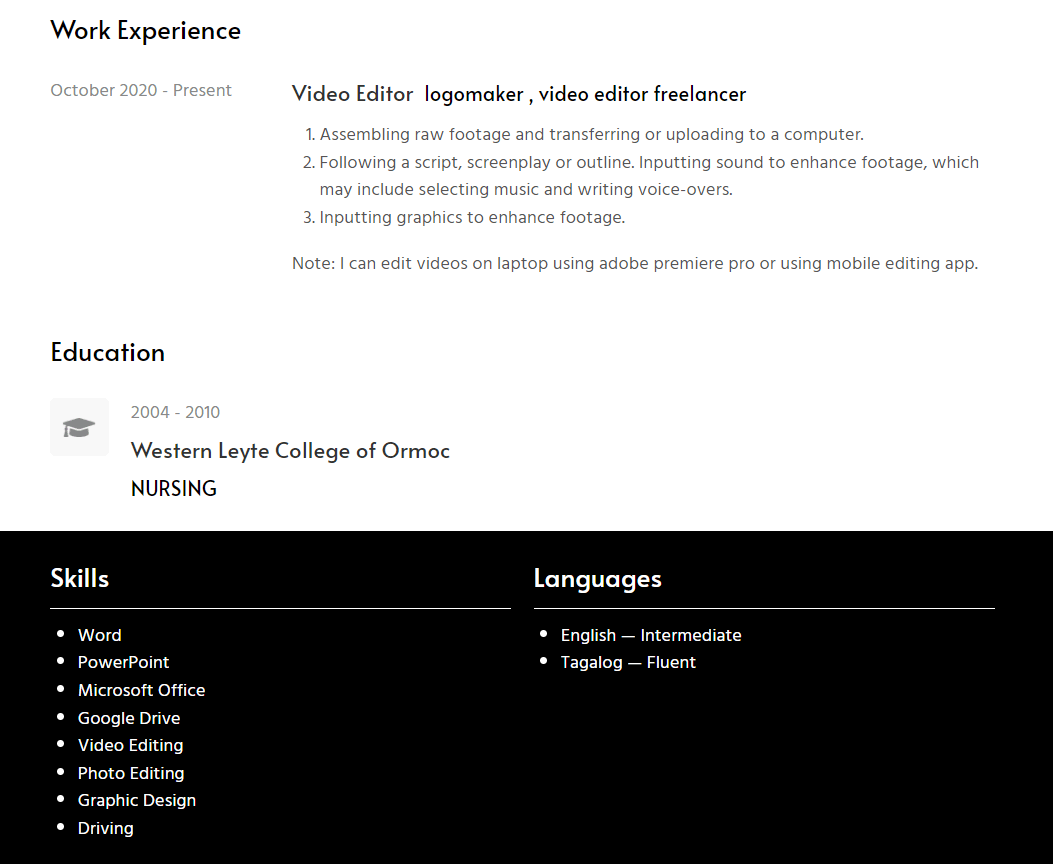 Work Experience
October 2020 - Present
Video Editor logomaker , video editor freelancer
1. Assembling raw footage and transferring or uploading to a computer.
2. Following a script, screenplay or outline. Inputting sound to enhance footage, which
may include selecting music and writing voice-overs.
3. Inputting graphics to enhance footage.
Note: I can edit videos on laptop using adobe premiere pro or using mobile editing app.
Education
2004 - 2010
Western Leyte College of Ormoc
NURSING
Skills
• Word
• PowerPoint
• Microsoft Office
• Google Drive
• Video Editing
• Photo Editing
• Graphic Design
• Driving
Languages
• English — Intermediate
• Tagalog — Fluent